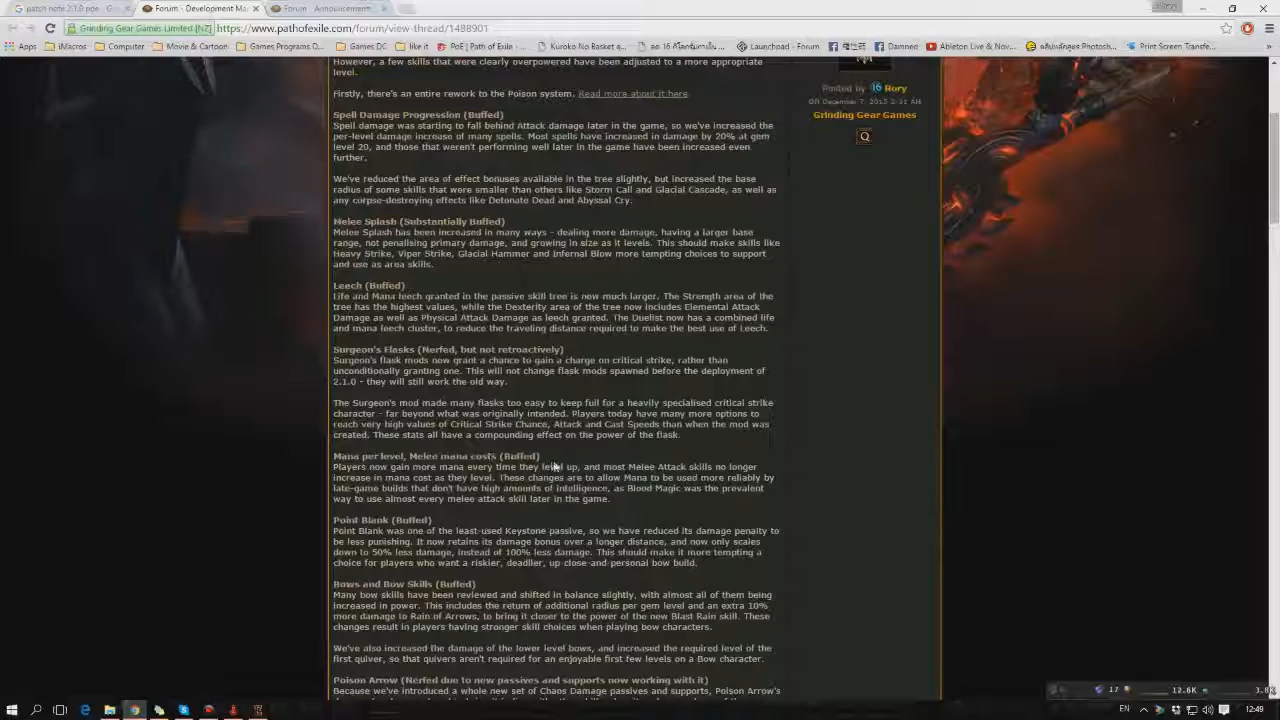 patch note 2.1.0 poe - Go
Forum - Development Ma
Forum - Announcements
Grinding Gear Games Limited [NZ]
https://www.pathofexile.com/forum/view-thread/1488901
iMacros
Computer
Movie & Cartoon
Games Programs D...
Games DC
like it
PoE | Path of Exile -
Kuroko No Basket
Launchpad - Forum
Damned
Ableton Live & Nov...
Print Screen Transfe...
However, a few skills that were clearly overpowered have been adjusted to a more appropriate
level.
Firstly, there's an entire rework to the Poison system. Read more about it here.
Spell Damage Progression (Buffed)
Spell damage was starting to fall behind Attack damage later in the game, so we've increased the
per-level damage increase of many spells. Most spells have increased in damage by 20% at gem
level 20, and those that weren't performing well later in the game have been increased even
further.
We've reduced the area of effect bonuses available in the tree slightly, but increased the base
radius of some skills that were smaller than others like Storm Call and Glacial Cascade, as well as
any corpse-destroying effects like Detonate Dead and Abyssal Cry.
Melee Splash (Substantially Buffed)
Melee Splash has been increased in many ways - dealing more damage, having a larger base
range, not penalising primary damage, and growing in size as it levels. This should make skills like
Heavy Strike, Viper Strike, Glacial Hammer and Infernal Blow more tempting choices to support
and use as area skills.
Leech (Buffed)
Life and Mana leech granted in the passive skill tree is now much larger. The Strength area of the
tree has the highest values, while the Dexterity area of the tree now includes Elemental Attack
Damage as well as Physical Attack Damage as leech granted. The Duelist now has a combined life
and mana leech cluster, to reduce the traveling distance required to make the best use of Leech.
Surgeon's Flasks (Nerfed, but not retroactively)
Surgeon's flask mods now grant a chance to gain a charge on critical strike, rather than
unconditionally granting one. This will not change flask mods spawned before the deployment of
2.1.0 - they will still work the old way.
The Surgeon's mod made many flasks too easy to keep full for a heavily specialised critical strike
character - far beyond what was originally intended. Players today have many more options to
reach very high values of Critical Strike Chance, Attack and Cast Speeds than when the mod was
created. These stats all have a compounding effect on the power of the flask.
Mana per level, Melee mana costs (Buffed)
Players now gain more mana every time they level up, and most Melee Attack skills no longer
increase in mana cost as they level. These changes are to allow Mana to be used more reliably by
late-game builds that don't have high amounts of intelligence, as Blood Magic was the prevalent
way to use almost every melee attack skill later in the game.
Point Blank (Buffed)
Point Blank was one of the least-used Keystone passive, so we have reduced its damage penalty to
be less punishing. It now retains its damage bonus over a longer distance, and now only scales
down to 50% less damage, instead of 100% less damage. This should make it more tempting a
choice for players who want a riskier, deadlier, up-close-and-personal bow build.
Bows and Bow Skills (Buffed)
Many bow skills have been reviewed and shifted in balance slightly, with almost all of them being
increased in power. This includes the return of additional radius per gem level and an extra 10%
more damage to Rain of Arrows, to bring it closer to the power of the new Blast Rain skill. These
changes result in players having stronger skill choices when playing bow characters.
We've also increased the damage of the lower level bows, and increased the required level of the
first quiver, so that quivers aren't required for an enjoyable first few levels on a Bow character.
Poison Arrow (Nerfed due to new passives and supports now working with it)
Because we've introduced a whole new set of Chaos Damage passives and supports, Poison Arrow's
Posted by Rory
on December 7, 2015 2:31 AM
Grinding Gear Games
17
12.6K
3.8K
EN
12:49